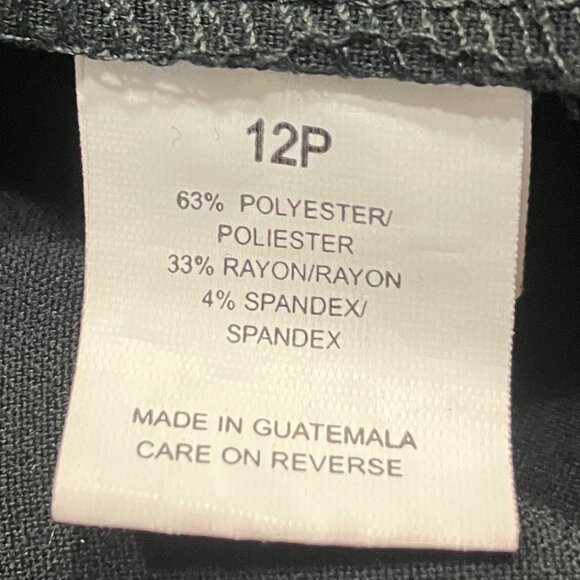 12P
63% POLYESTER/
POLIESTER
33% RAYON/RAYON
4% SPANDEX/
SPANDEX
MADE IN GUATEMALA
CARE ON REVERSE